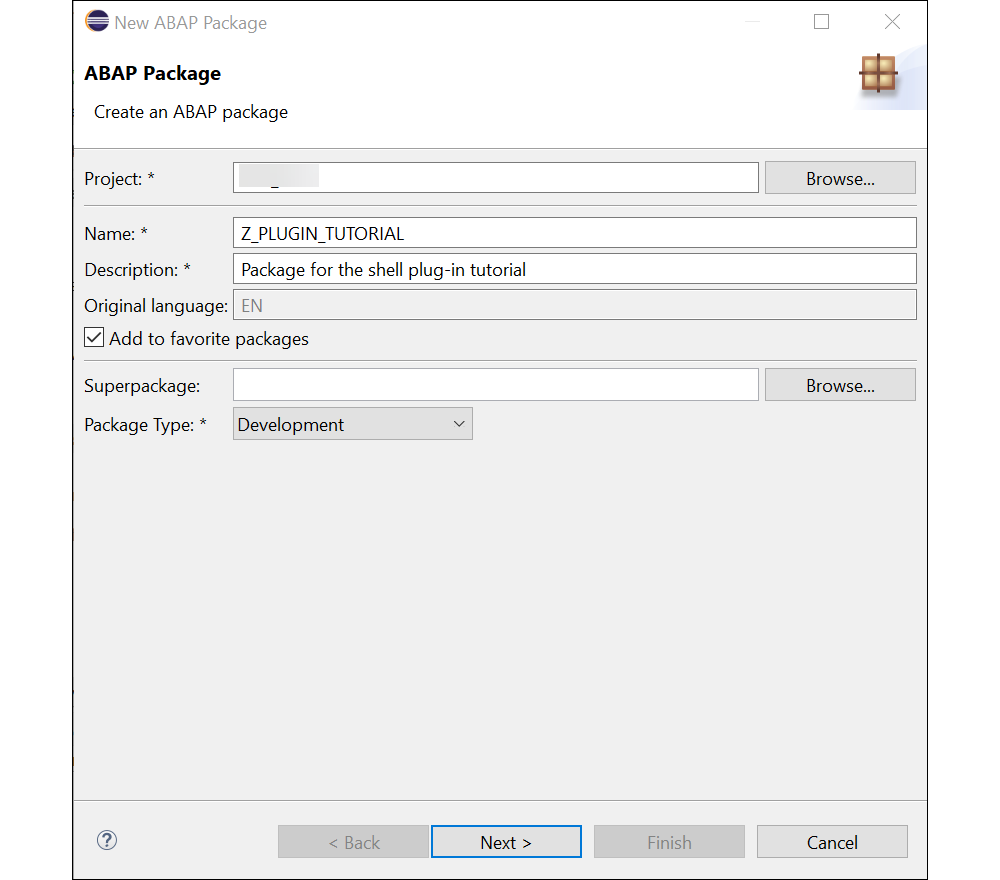 New ABAP Package
ABAP Package
Create an ABAP package
Project: * Browse...
Name: * Z_PLUGIN_TUTORIAL
Description: * Package for the shell plug-in tutorial
Original language: EN
Add to favorite packages
Superpackage: Browse...
Package Type: * Development
< Back Next > Finish Cancel